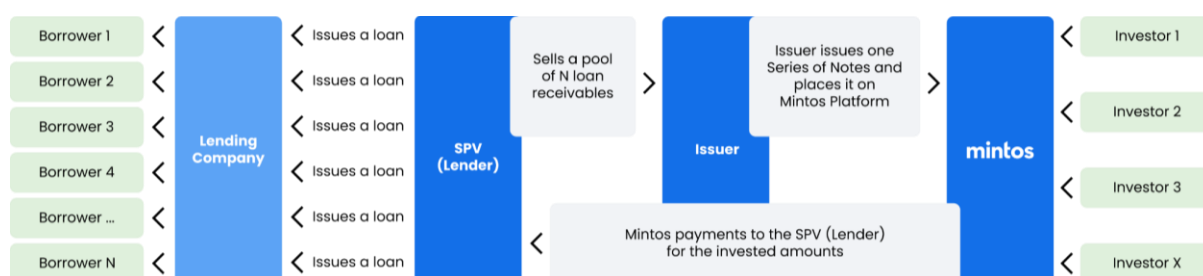 Borrower 1
Borrower 2
Borrower 3
Borrower 4
Borrower ...
Borrower N
Lending
Company
Issues a loan
Issues a loan
Issues a loan
Issues a loan
Issues a loan
Issues a loan
SPV
(Lender)
Sells a pool
of N loan
receivables
Issuer
Issuer issues one
Series of Notes and
places it on
Mintos Platform
Mintos payments to the SPV (Lender)
for the invested amounts
mintos
Investor 1
Investor 2
Investor 3
Investor X